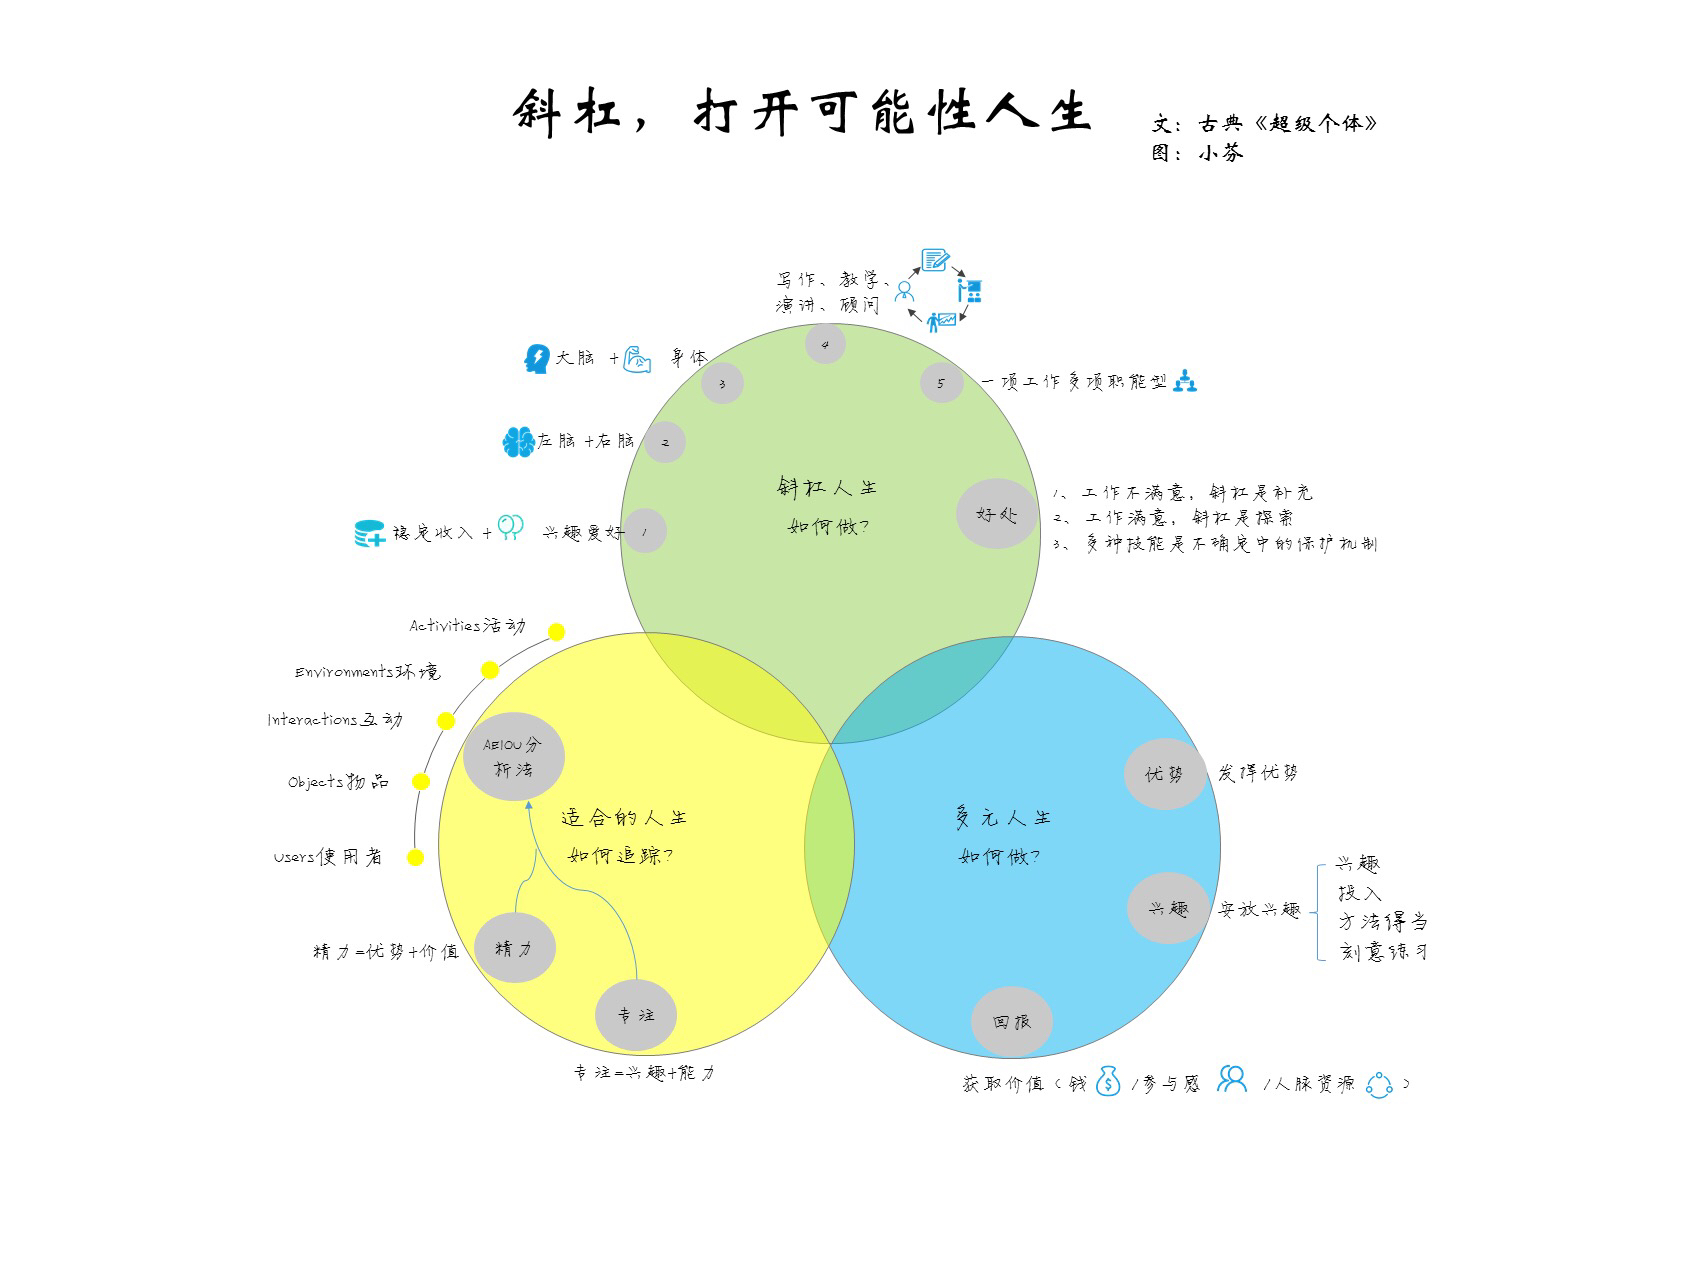 斜杠，打开可能性人生
文：古典《超级个体》
图：小芬
写作、教学、
演讲、顾问
4
大脑 + 身体
3
5
一项工作多项职能型
左脑+右脑
2
斜杠人生
如何做?
好处
1、工作不满意，斜杠是补充
2、工作满意，斜杠是探索
3、多种技能是不确定中的保护机制
稳定收入+ 兴趣爱好
1
Activities活动
Environments环境
Interactions互动
Objects物品
Users使用者
AEIOU分
析法
适合的人生
如何追踪?
精力=优势+价值
精力
专注
专注=兴趣+能力
多元人生
如何做?
优势
发挥优势
兴趣
安放兴趣
兴趣
投入
方法得当
刻意练习
回报
获取价值（钱 /参与感 /人脉资源 ）